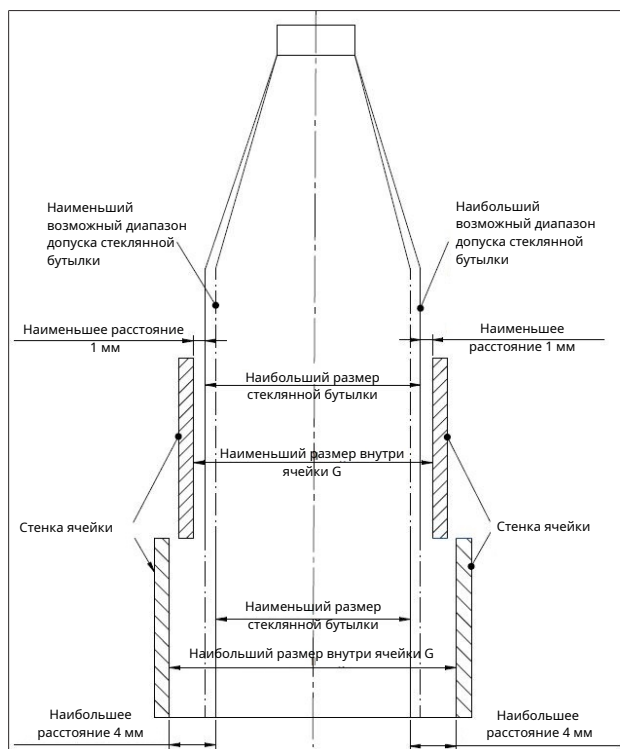 Наименьший
возможный диапазон
допуска стеклянной
бутылки
Наибольший
возможный диапазон
допуска стеклянной
бутылки
Наименьшее расстояние
1 мм
Наименьшее
расстояние 1 мм
Наибольший размер
стеклянной бутылки
Наименьший размер внутри
ячейки G
Стенка ячейки
Стенка ячейки
Наименьший размер
стеклянной бутылки
Наибольший размер внутри ячейки G
Наибольшее
расстояние 4 мм
Наибольшее
расстояние 4 мм